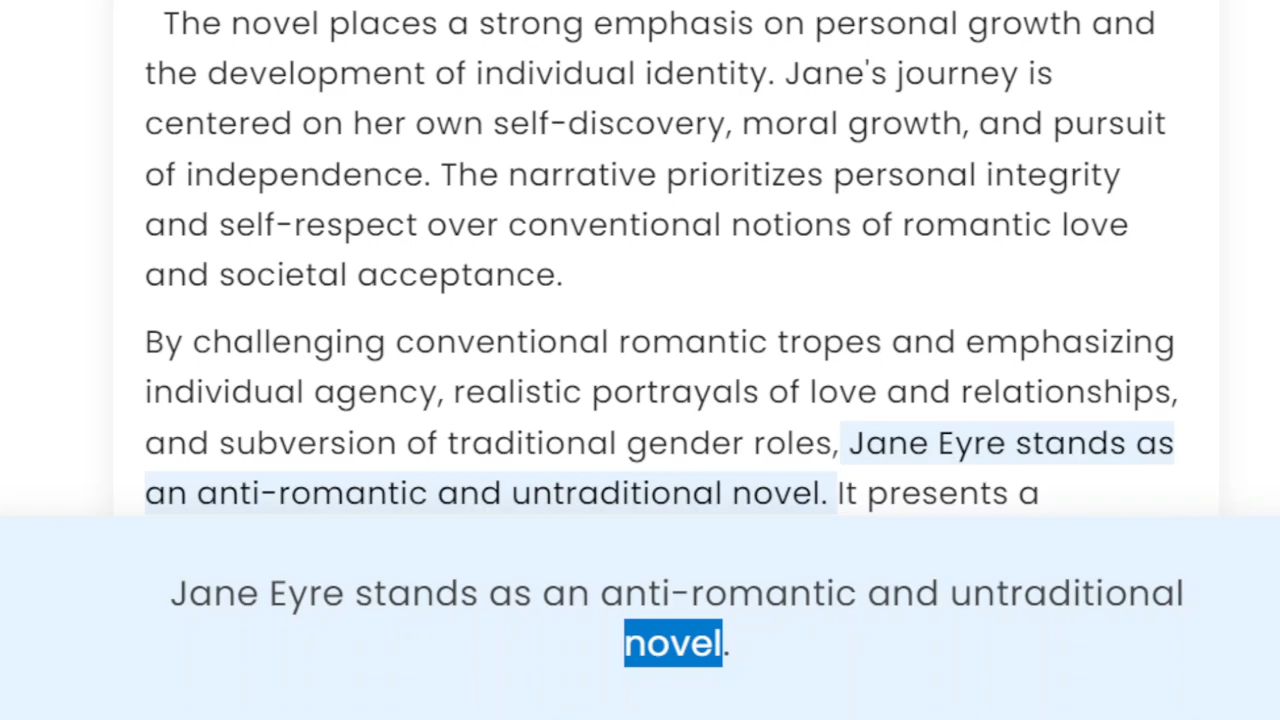 The novel places a strong emphasis on personal growth and
the development of individual identity. Jane's journey is
centered on her own self-discovery, moral growth, and pursuit
of independence. The narrative prioritizes personal integrity
and self-respect over conventional notions of romantic love
and societal acceptance.
By challenging conventional romantic tropes and emphasizing
individual agency, realistic portrayals of love and relationships,
and subversion of traditional gender roles, Jane Eyre stands as
an anti-romantic and untraditional novel. It presents a
Jane Eyre stands as an anti-romantic and untraditional
novel.